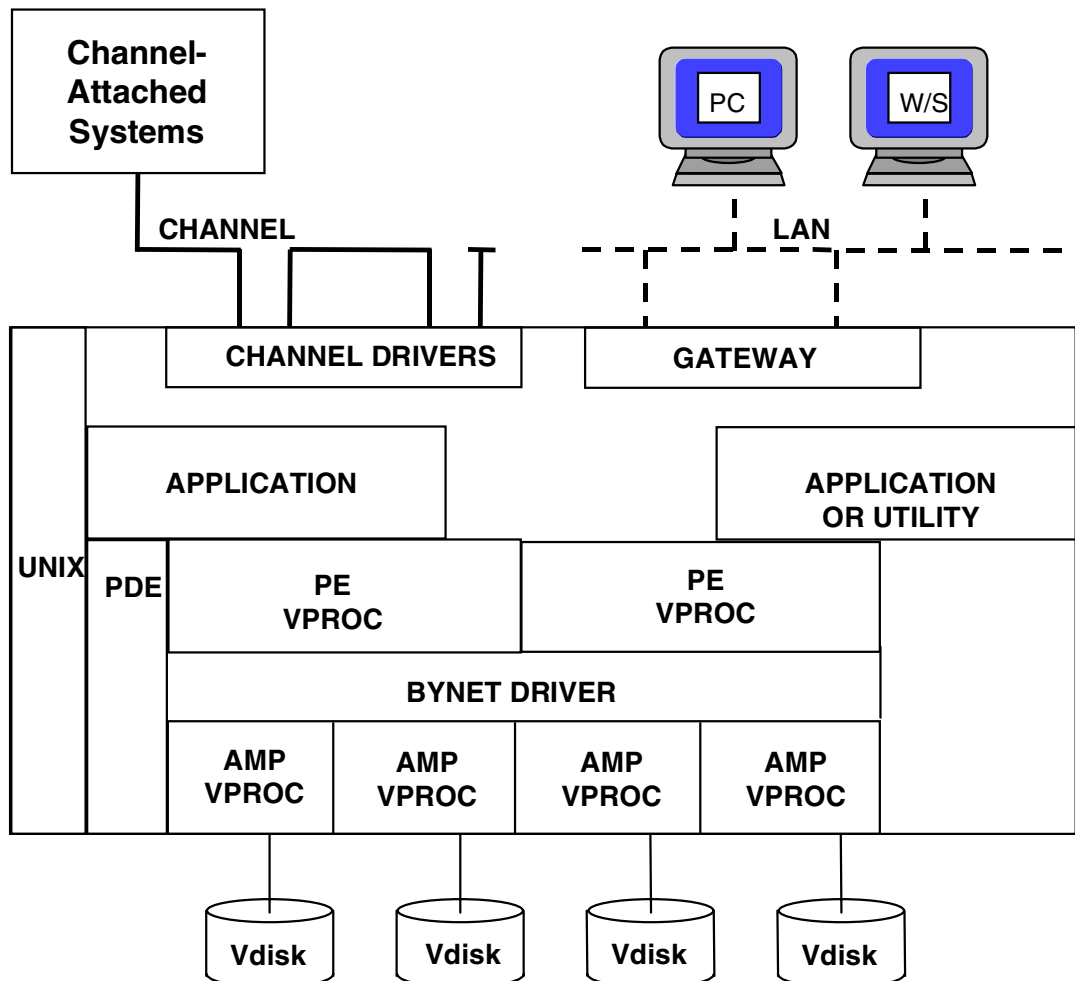 Channel-
Attached
Systems
PC
W/S
CHANNEL
LAN
CHANNEL DRIVERS
GATEWAY
APPLICATION
APPLICATION
OR UTILITY
UNIX
PDE
PE
VPROC
PE
VPROC
BYNET DRIVER
AMP
VPROC
AMP
VPROC
AMP
VPROC
AMP
VPROC
Vdisk
Vdisk
Vdisk
Vdisk